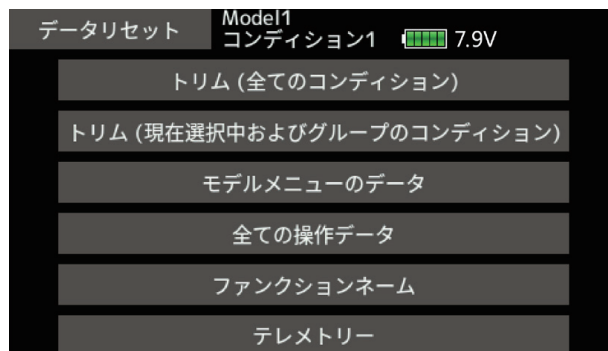 データリセット
Model1
コンディション1 7.9V
トリム (全てのコンディション)
トリム (現在選択中およびグループのコンディション)
モデルメニューのデータ
全ての操作データ
ファンクションネーム
テレメトリー